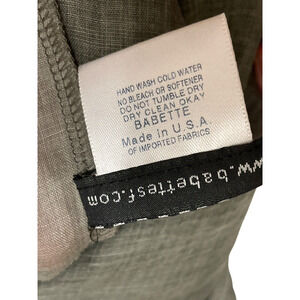 HAND WASH COLD WATER
NO BLEACH OR SOFTENER
DO NOT TUMBLE DRY
DRY CLEAN OKAY
BABETTE
Made in U.S.A.
OF IMPORTED FABRICS
www.babettesf.com